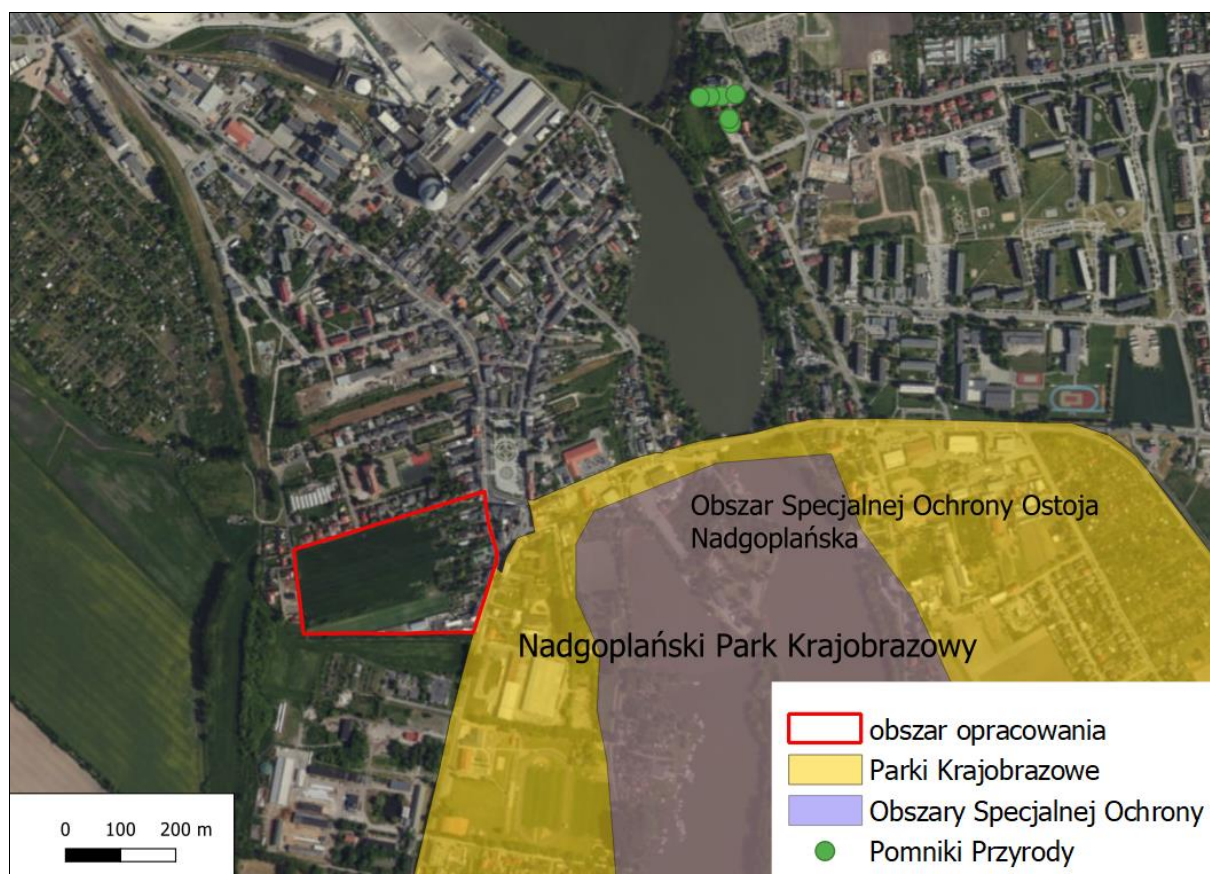 Obszar Specjalnej Ochrony Ostoja
Nadgoplańska
Nadgoplański Park Krajobrazowy
obszar opracowania
Parki Krajobrazowe
Obszary Specjalnej Ochrony
Pomniki Przyrody
0 100 200 m